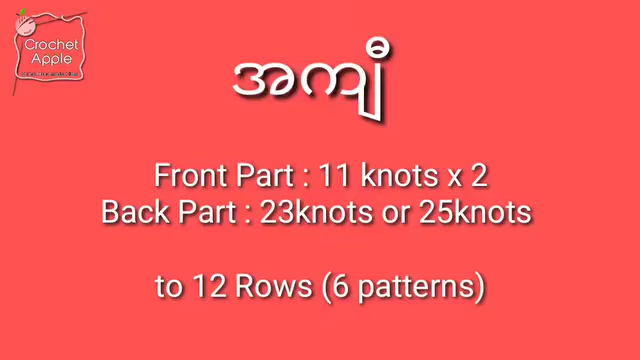 Crochet
Apple
အကျႌ
Front Part : 11 knots x 2
Back Part : 23knots or 25knots
to 12 Rows (6 patterns)